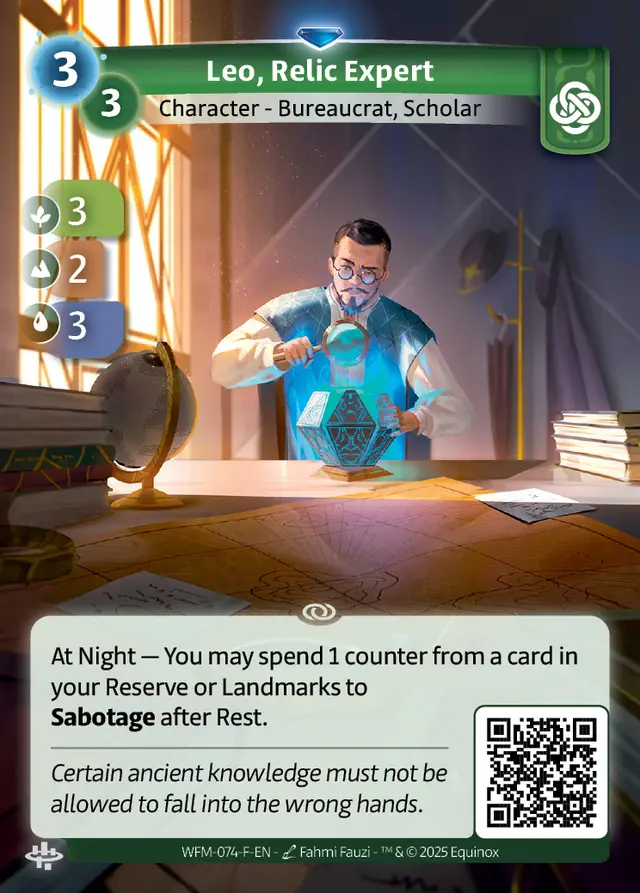 3
Leo, Relic Expert
3
Character - Bureaucrat, Scholar
3
2
3
At Night — You may spend 1 counter from a card in
your Reserve or Landmarks to
Sabotage after Rest.
Certain ancient knowledge must not be
allowed to fall into the wrong hands.
WFM-074-F-EN - Fahmi Fauzi - ™ & © 2025 Equinox